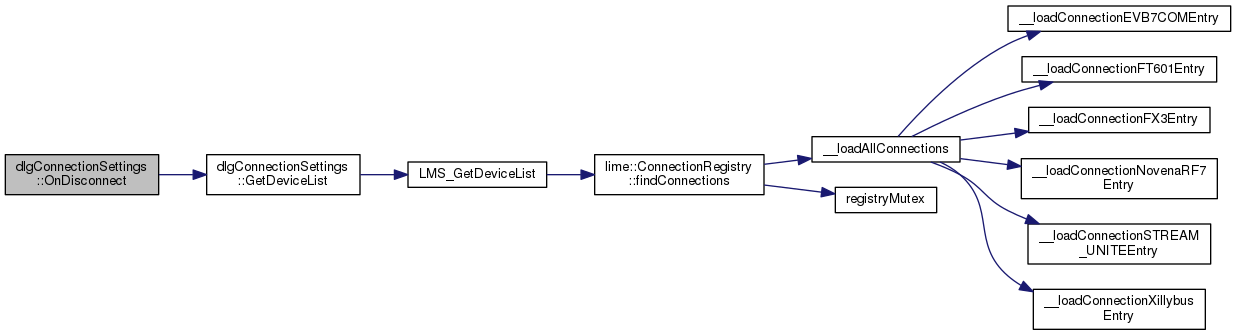 dlgConnectionSettings
::OnDisconnect
dlgConnectionSettings
::GetDeviceList
LMS_GetDeviceList
lime::ConnectionRegistry
::findConnections
__loadAllConnections
registryMutex
__loadConnectionEVB7COMEntry
__loadConnectionFT601Entry
__loadConnectionFX3Entry
__loadConnectionNovenaRF7
Entry
__loadConnectionSTREAM
_UNITEEntry
__loadConnectionXillybus
Entry